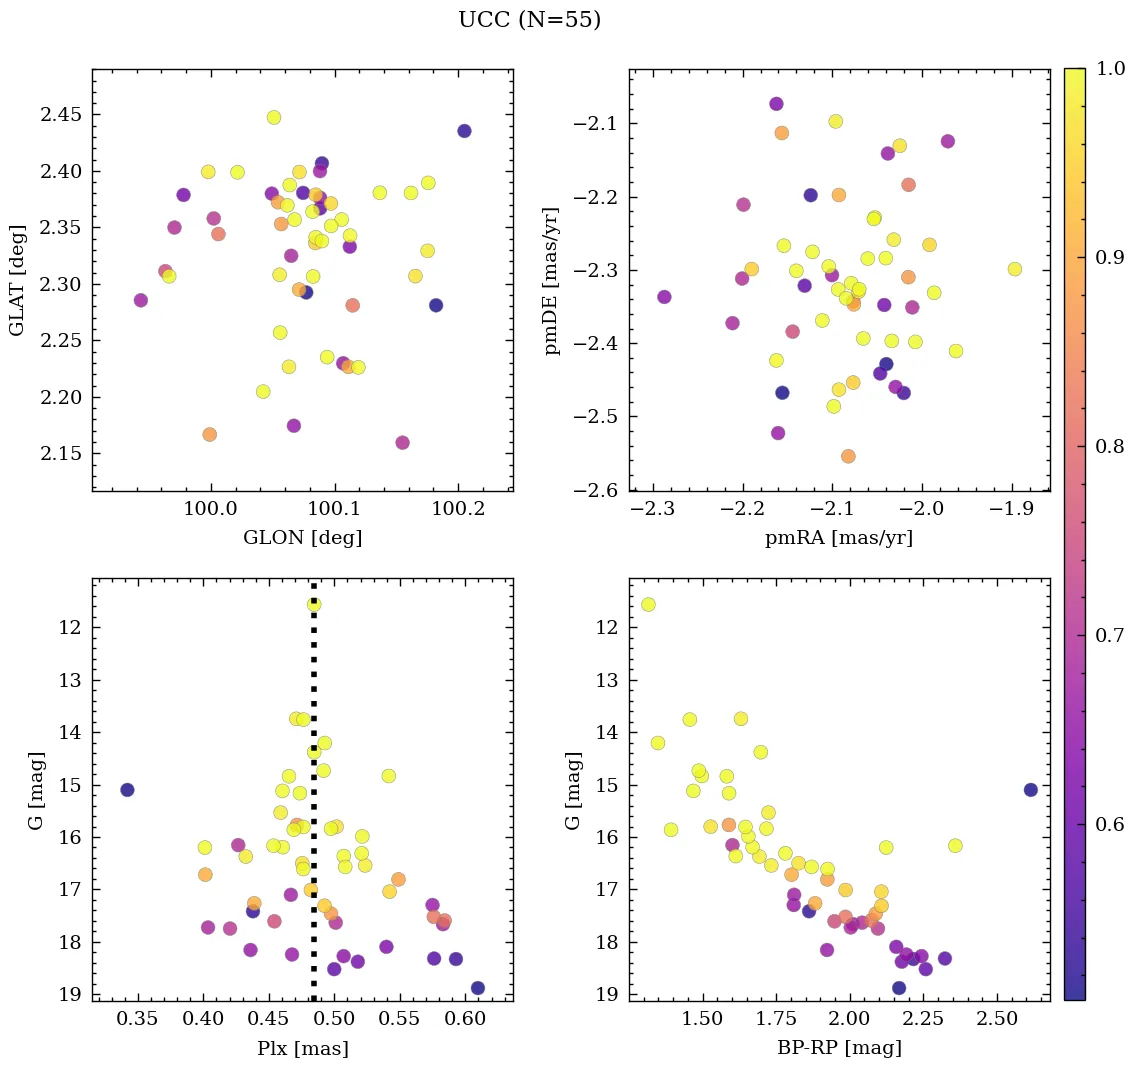 UCC (N=55)
2.45
2.40
2.35
2.30
2.25
2.20
2.15
GLAT [deg]
100.0 100.1 100.2
GLON [deg]
−2.1
−2.2
−2.3
−2.4
−2.5
−2.6
pmDE [mas/yr]
−2.3 −2.2 −2.1 −2.0 −1.9
pmRA [mas/yr]
12
13
14
15
16
17
18
19
G [mag]
0.35 0.40 0.45 0.50 0.55 0.60
Plx [mas]
12
13
14
15
16
17
18
19
G [mag]
1.50 1.75 2.00 2.25 2.50
BP-RP [mag]
1.0
0.9
0.8
0.7
0.6